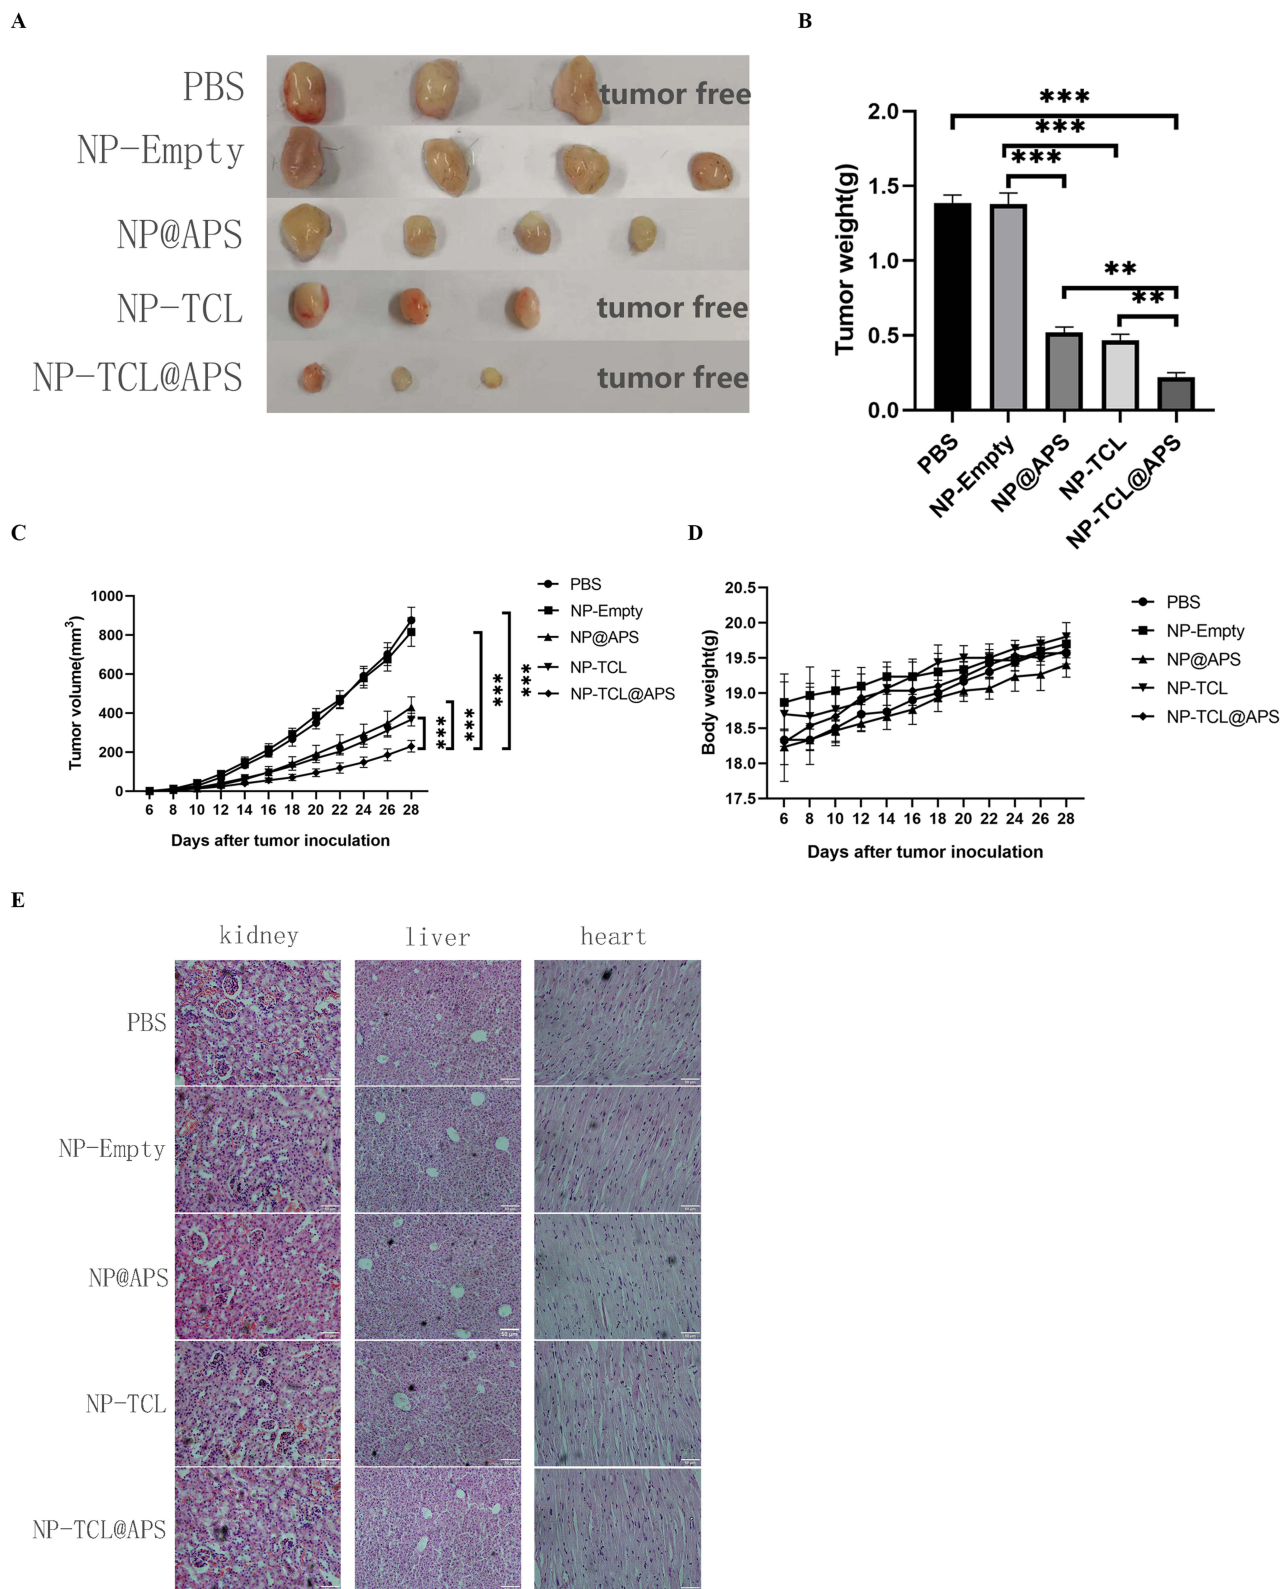 A
PBS
tumor free
NP-Empty
NP@APS
NP-TCL
tumor free
NP-TCL@APS
tumor free
B
Tumor weight(g)
2.0
1.5
1.0
0.5
0.0
***
***
***
**
**
PBS
NP-Empty
NP@APS
NP-TCL
NP-TCL@APS
C
Tumor volume(mm³)
1000
800
600
400
200
0
6 8 10 12 14 16 18 20 22 24 26 28
Days after tumor inoculation
PBS
NP-Empty
NP@APS
NP-TCL
NP-TCL@APS
***
***
***
***
D
Body weight(g)
20.5
20.0
19.5
19.0
18.5
18.0
17.5
6 8 10 12 14 16 18 20 22 24 26 28
Days after tumor inoculation
PBS
NP-Empty
NP@APS
NP-TCL
NP-TCL@APS
E
kidney liver heart
PBS
NP-Empty
NP@APS
50 μm
NP-TCL
NP-TCL@APS